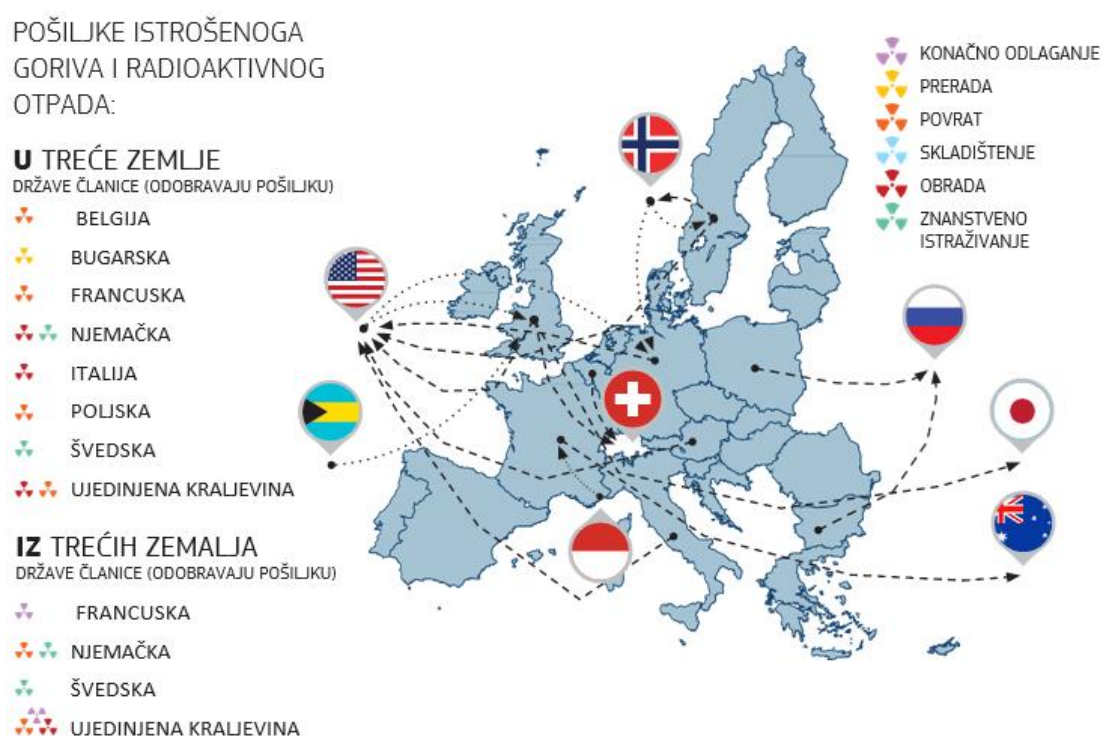 POŠILJKE ISTROŠENOGA
GORIVA I RADIOAKTIVNOG
OTPADA:
U TREĆE ZEMLJE
DRŽAVE ČLANICE (ODOBRAVAJU POŠILJKU)
BELGIJA
BUGARSKA
FRANCUSKA
NJEMAČKA
ITALIJA
POLJSKA
ŠVEDSKA
UJEDINJENA KRALJEVINA
IZ TREĆIH ZEMALJA
DRŽAVE ČLANICE (ODOBRAVAJU POŠILJKU)
FRANCUSKA
NJEMAČKA
ŠVEDSKA
UJEDINJENA KRALJEVINA
KONAČNO ODLAGANJE
PRERADA
POVRAT
SKLADIŠTENJE
OBRADA
ZNANSTVENO
ISTRAŽIVANJE